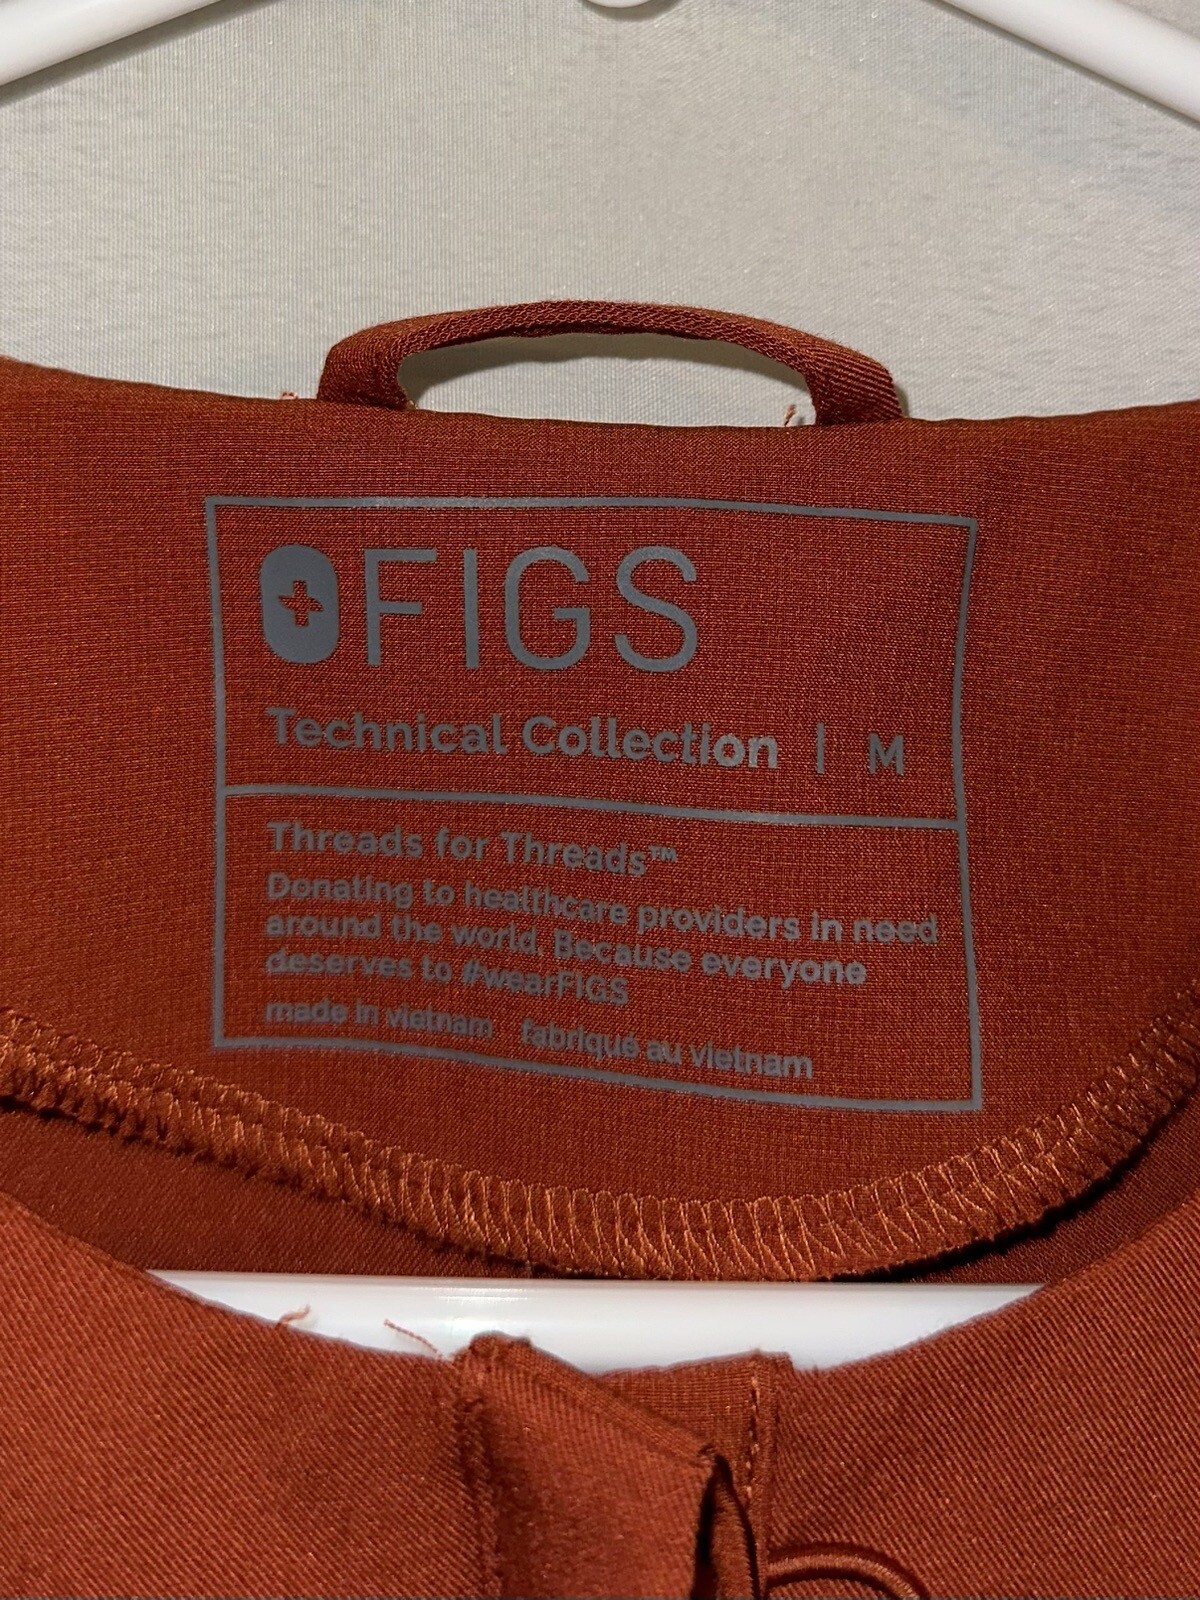 FIGS
Technical Collection | M
Threads for Threads™
Donating to healthcare providers in need
around the world. Because everyone
deserves to #wearFIGS
made in vietnam fabriqué au vietnam